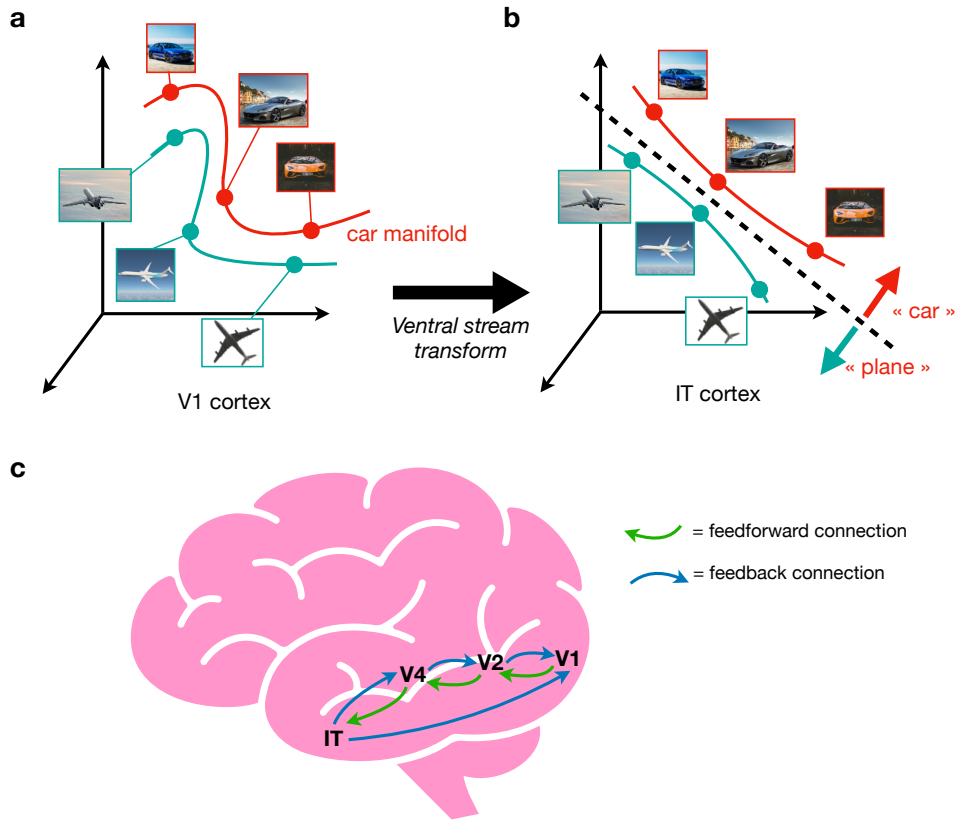 a
b
car manifold
Ventral stream
transform
« car »
« plane »
V1 cortex
IT cortex
c
= feedforward connection
= feedback connection
V4
V2
V1
IT